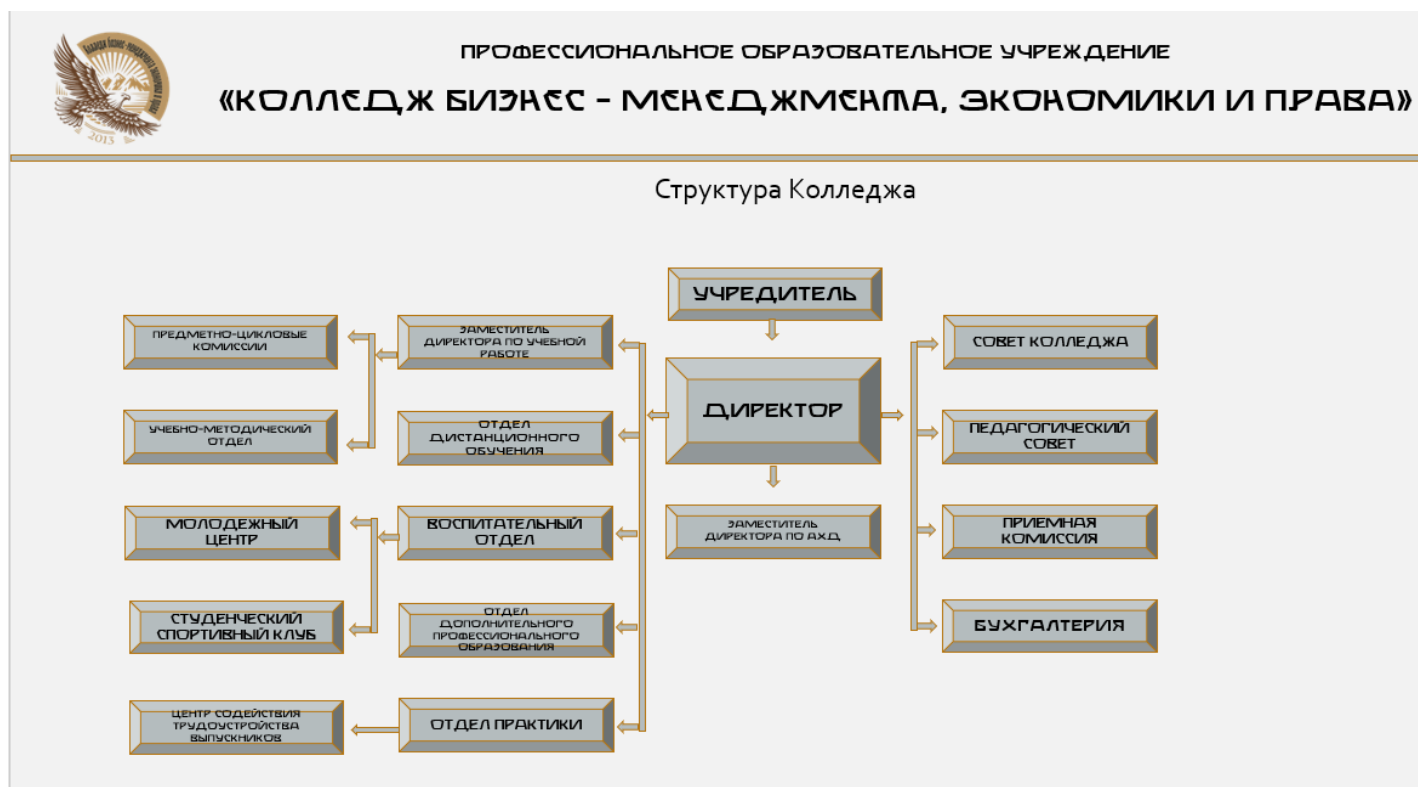 ПРОФЕССИОНАЛЬНОЕ ОБРАЗОВАТЕЛЬНОЕ УЧРЕЖДЕНИЕ
«КОЛЛЕДЖ БИЗНЕС - МЕНЕДЖМЕНТА, ЭКОНОМИКИ И ПРАВА»
2013
Структура Колледжа
УЧРЕДИТЕЛЬ
ПРЕДМЕТНО-ЦИКЛОВЫЕ
КОМИССИИ
ЗАМЕСТИТЕЛЬ
ДИРЕКТОРА ПО УЧЕБНОЙ
РАБОТЕ
СОВЕТ КОЛЛЕДЖА
ДИРЕКТОР
УЧЕБНО-МЕТОДИЧЕСКИЙ
ОТДЕЛ
ОТДЕЛ
ДИСТАНЦИОННОГО
ОБУЧЕНИЯ
ПЕДАГОГИЧЕСКИЙ
СОВЕТ
МОЛОДЕЖНЫЙ
ЦЕНТР
ВОСПИТАТЕЛЬНЫЙ
ОТДЕЛ
ЗАМЕСТИТЕЛЬ
ДИРЕКТОРА ПО АХД
ПРИЕМНАЯ
КОМИССИЯ
СТУДЕНЧЕСКИЙ
СПОРТИВНЫЙ КЛУБ
ОТДЕЛ
ДОПОЛНИТЕЛЬНОГО
ПРОФЕССИОНАЛЬНОГО
ОБРАЗОВАНИЯ
БУХГАЛТЕРИЯ
ЦЕНТР СОДЕЙСТВИЯ
ТРУДОУСТРОЙСТВА
ВЫПУСКНИКОВ
ОТДЕЛ ПРАКТИКИ